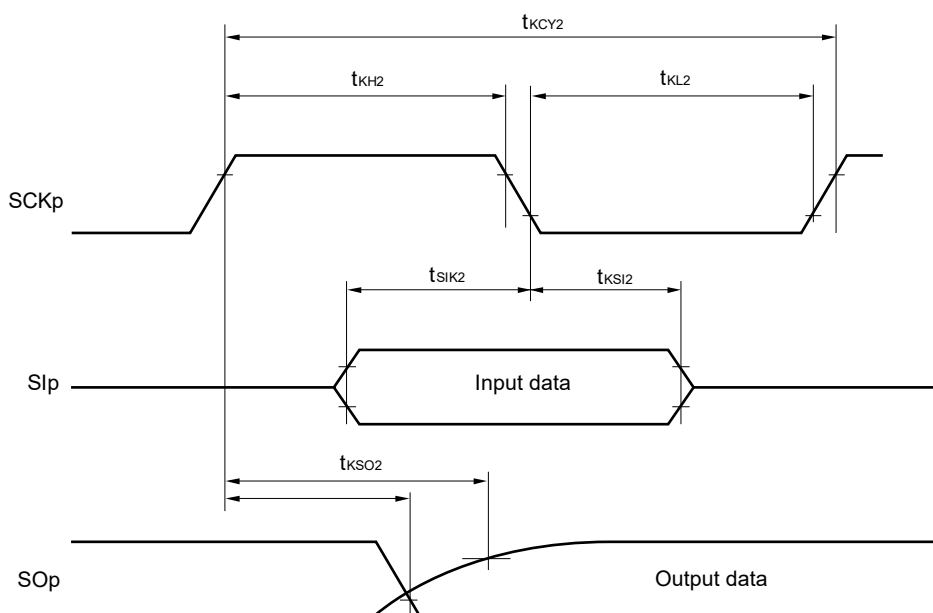 tKCY2
tKH2
tKL2
SCKp
tSIK2
tKSI2
SIp
Input data
tKSO2
SOp
Output data